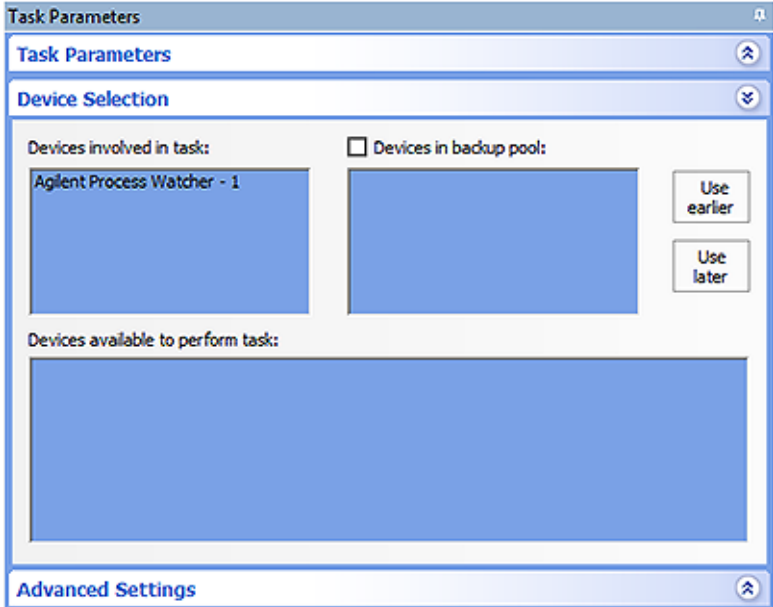 Task Parameters
Task Parameters
Device Selection
Devices involved in task:
Devices in backup pool:
Agilent Process Watcher - 1
Use
earlier
Use
later
Devices available to perform task:
Advanced Settings